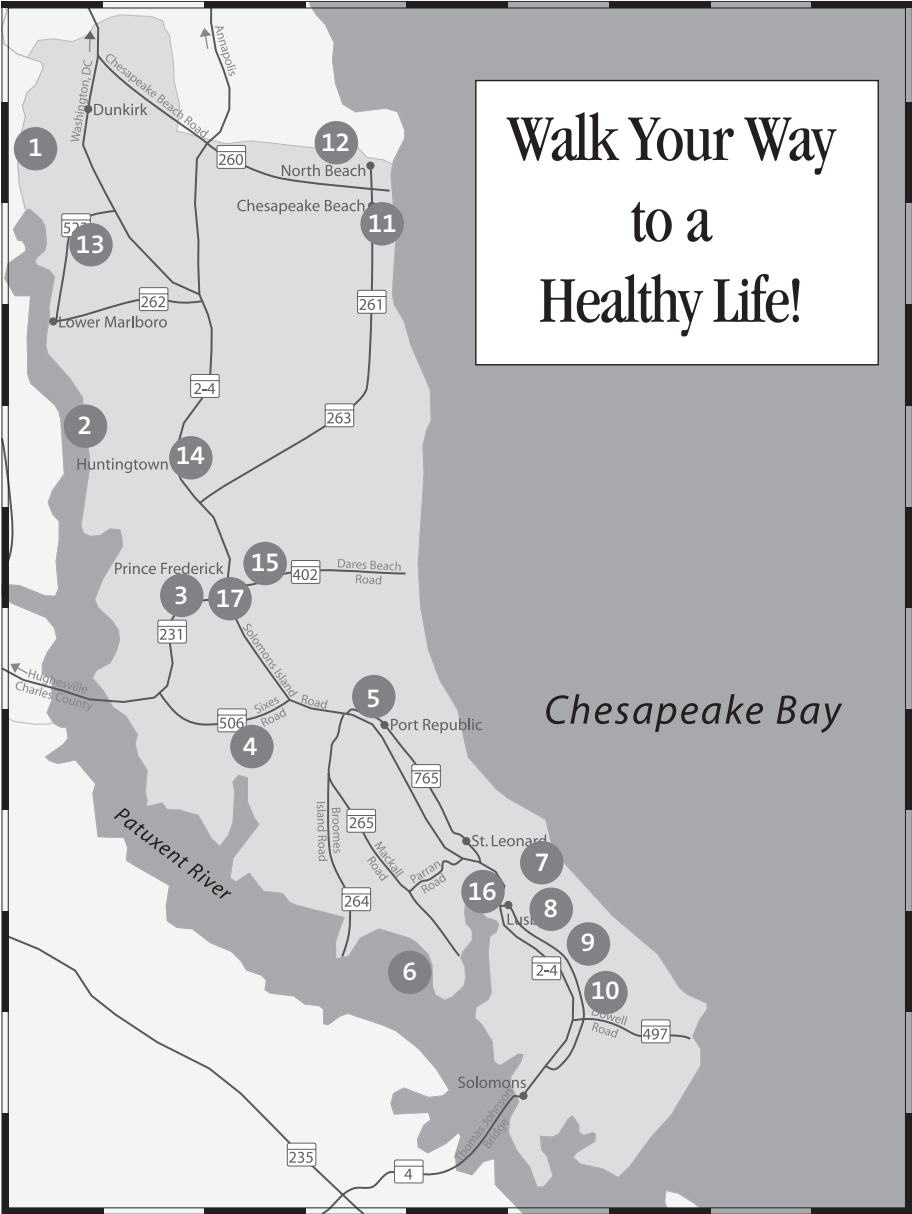 Walk Your Way
to a
Healthy Life!
Washington, DC
Annapolis
Chesapeake Beach Road
Dunkirk
1
12
260
North Beach
Chesapeake Beach
11
13
262
261
Lower Marlboro
2-4
263
2
14
Huntingtown
15
Prince Frederick
402
Dares Beach
Road
3
17
231
Solomons Island Road
Hughesville
Charles County
506
Sixes
Road
4
5
Port Republic
Chesapeake Bay
765
Patuxent River
Broomes
Island Road
265
Mackall
Road
Parran
Road
St. Leonard
7
16
8
264
9
6
2-4
10
Road
497
Solomons
Thomas Johnson
Bridge
235
4